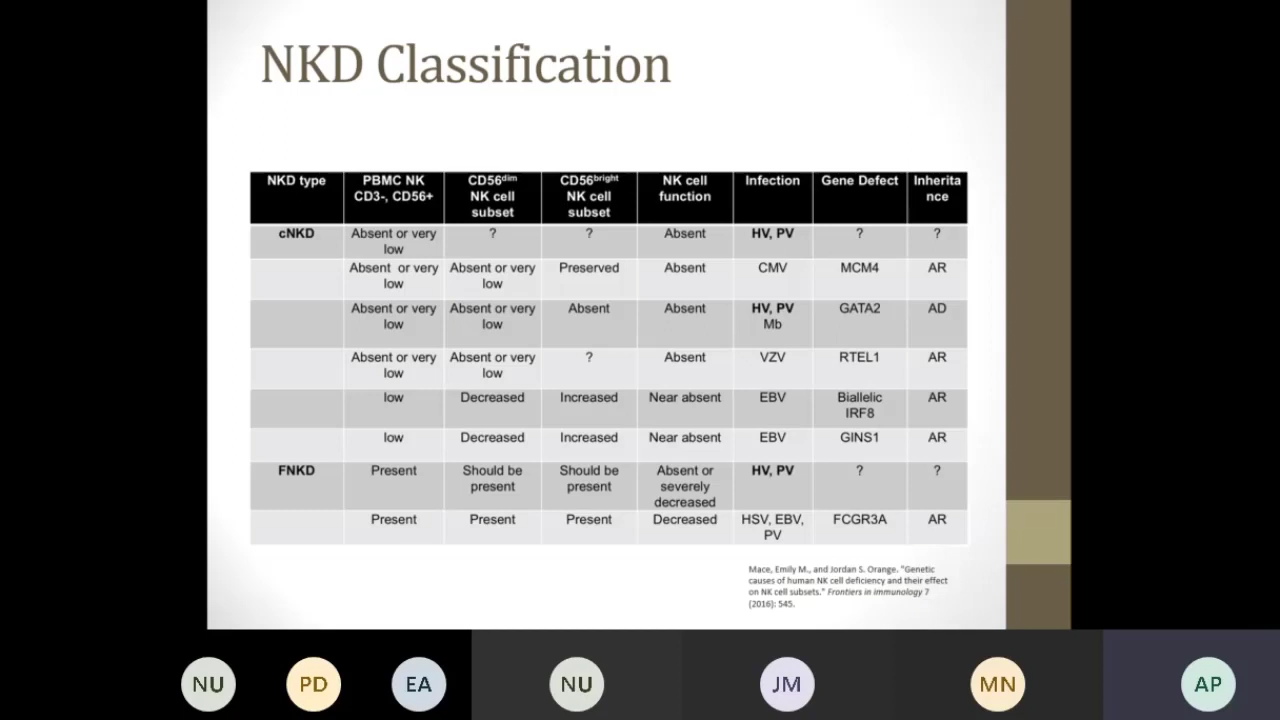 NKD Classification
NKD type PBMC NK CD3-, CD56+ CD56dim NK cell subset CD56bright NK cell subset NK cell function Infection Gene Defect Inherita nce
cNKD Absent or very low ? ? Absent HV, PV ? ?
Absent or very low Absent or very low Preserved Absent CMV MCM4 AR
Absent or very low Absent or very low Absent Absent HV, PV Mb GATA2 AD
Absent or very low Absent or very low ? Absent VZV RTEL1 AR
low Decreased Increased Near absent EBV Biallelic IRF8 AR
low Decreased Increased Near absent EBV GINS1 AR
FNKD Present Should be present Should be present Absent or severely decreased HV, PV ? ?
Present Present Present Decreased HSV, EBV, PV FCGR3A AR
Mace, Emily M., and Jordan S. Orange. "Genetic
causes of human NK cell deficiency and their effect
on NK cell subsets." Frontiers in immunology 7
(2016): 545.
NU PD EA NU JM MN AP